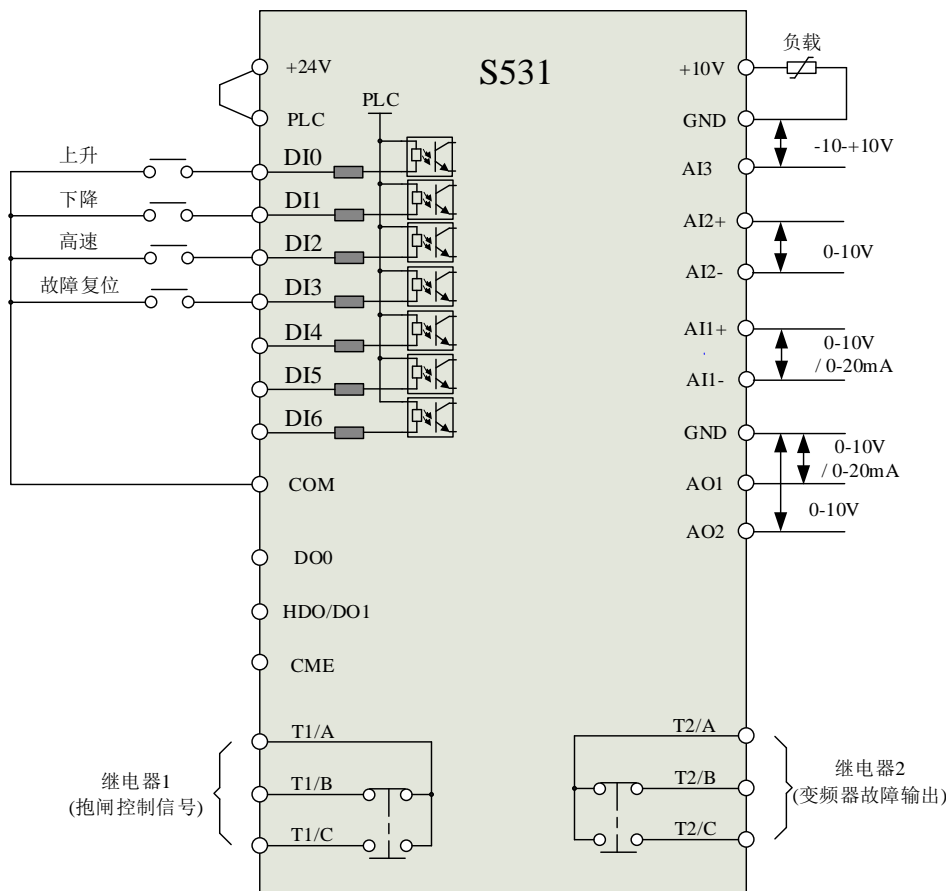 S531
+24V
PLC
PLC
上升
DI0
下降
DI1
高速
DI2
故障复位
DI3
DI4
DI5
DI6
COM
DO0
HDO/DO1
CME
T1/A
T1/B
T1/C
继电器1
(抱闸控制信号)
负载
+10V
GND
-10-+10V
AI3
AI2+
0-10V
AI2-
AI1+
0-10V
/ 0-20mA
AI1-
GND
0-10V
/ 0-20mA
AO1
0-10V
AO2
T2/A
T2/B
T2/C
继电器2
(变频器故障输出)